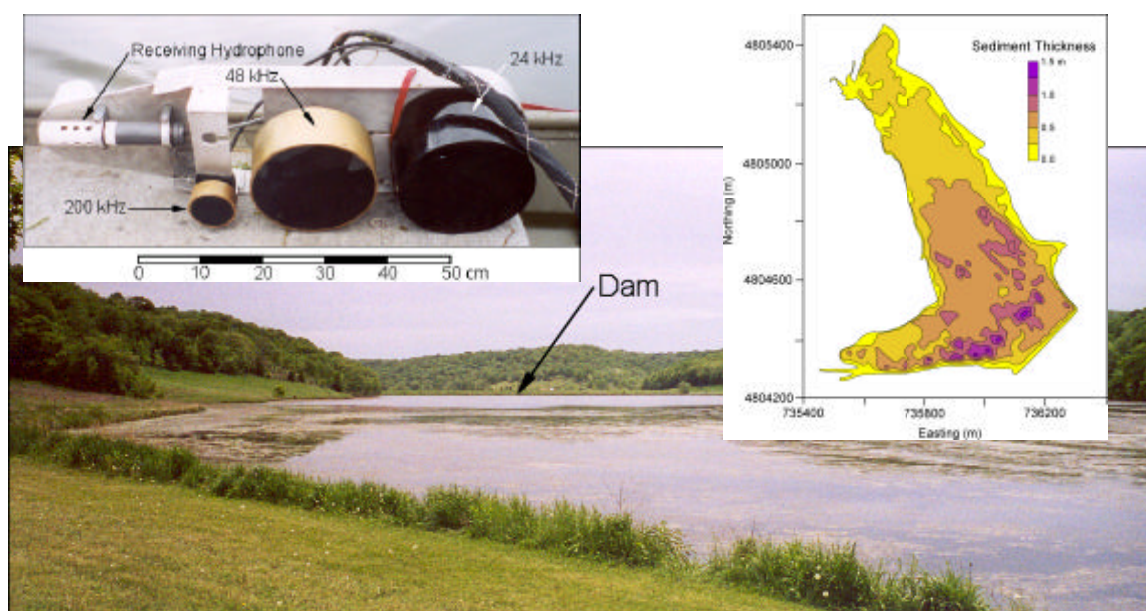 Receiving Hydrophone
48 kHz
24 kHz
200 kHz
0 10 20 30 40 50 cm
Dam
Sediment Thickness
1.5 m
1.0
0.5
0.0
4805400
4805000
4804600
4804200
Northing (m)
735400 735800 736200
Easting (m)